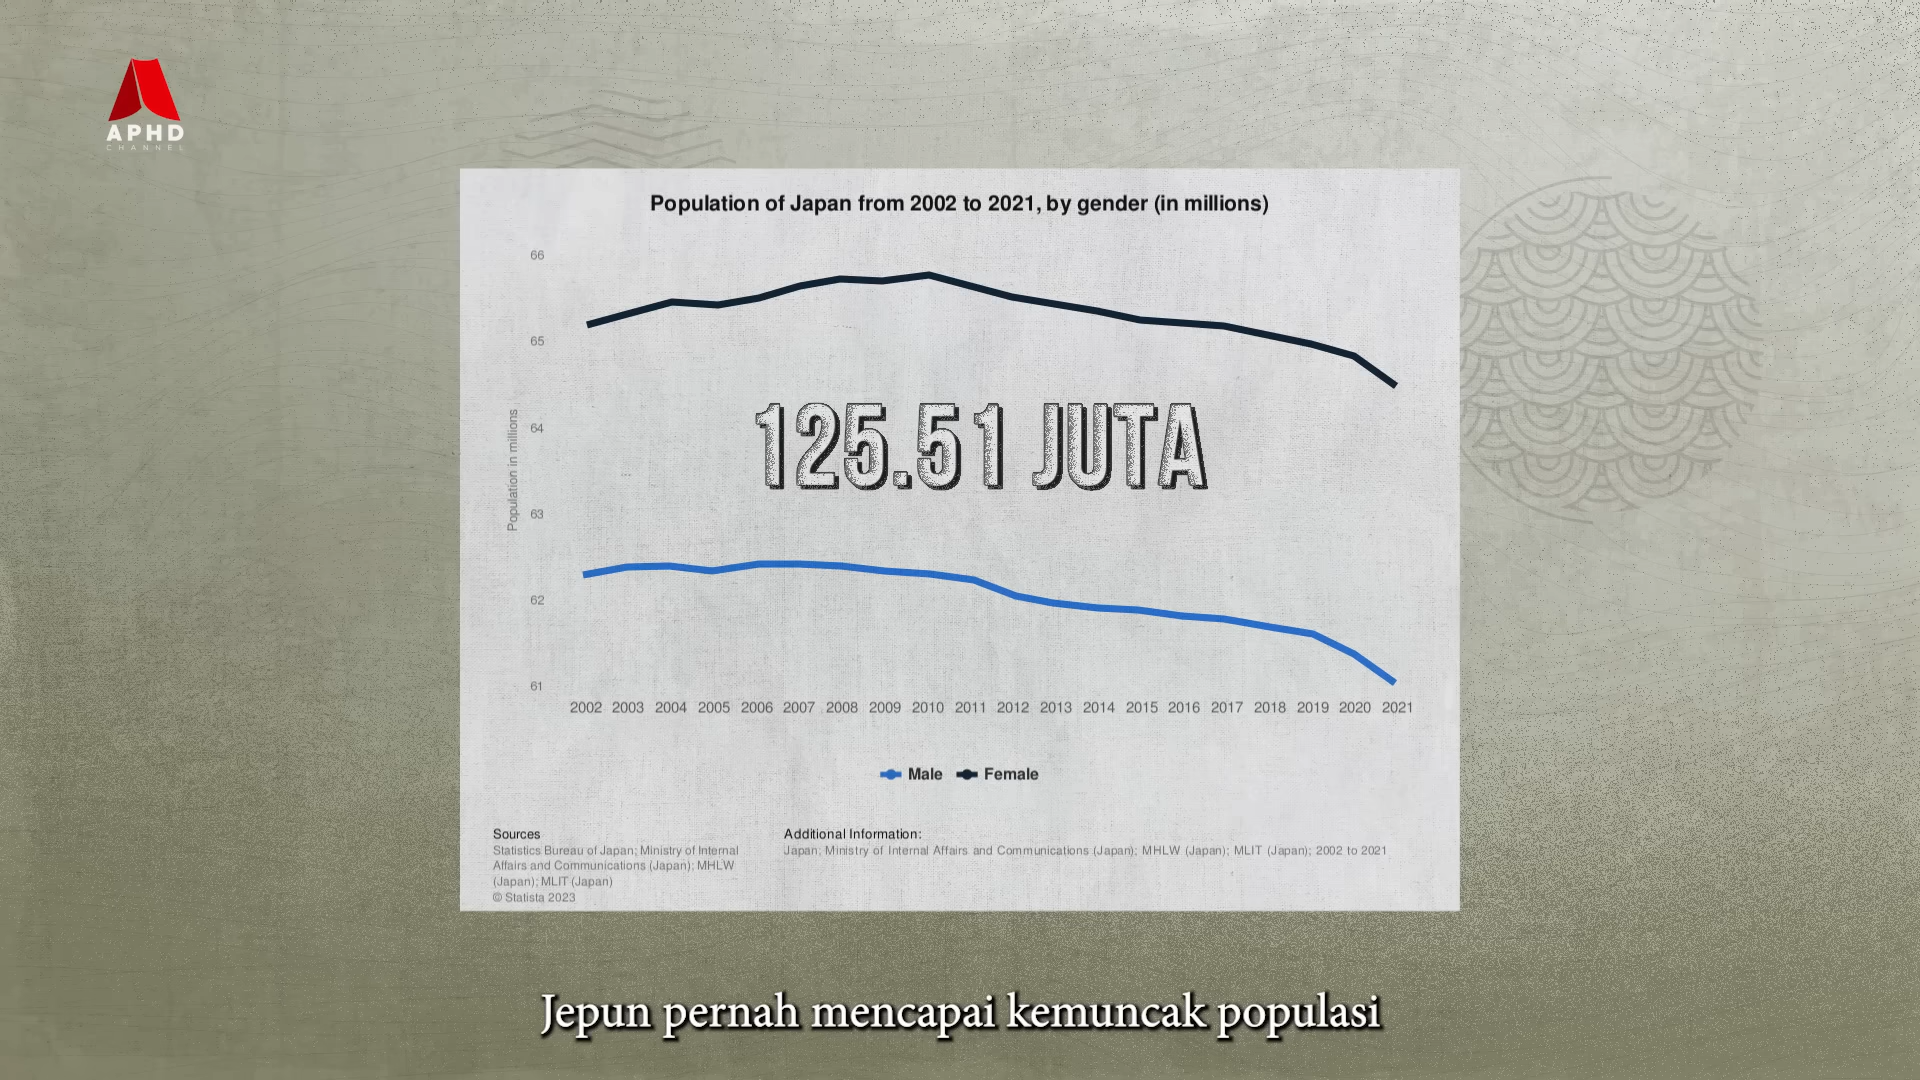 APHD
CHANNEL
Population of Japan from 2002 to 2021, by gender (in millions)
66
65
64
63
62
61
Population in millions
125.51 JUTA
2002 2003 2004 2005 2006 2007 2008 2009 2010 2011 2012 2013 2014 2015 2016 2017 2018 2019 2020 2021
Male Female
Sources
Statistics Bureau of Japan; Ministry of Internal
Affairs and Communications (Japan); MHLW
(Japan); MLIT (Japan)
© Statista 2023
Additional Information:
Japan; Ministry of Internal Affairs and Communications (Japan); MHLW (Japan); MLIT (Japan); 2002 to 2021
Jepun pernah mencapai kemuncak populasi